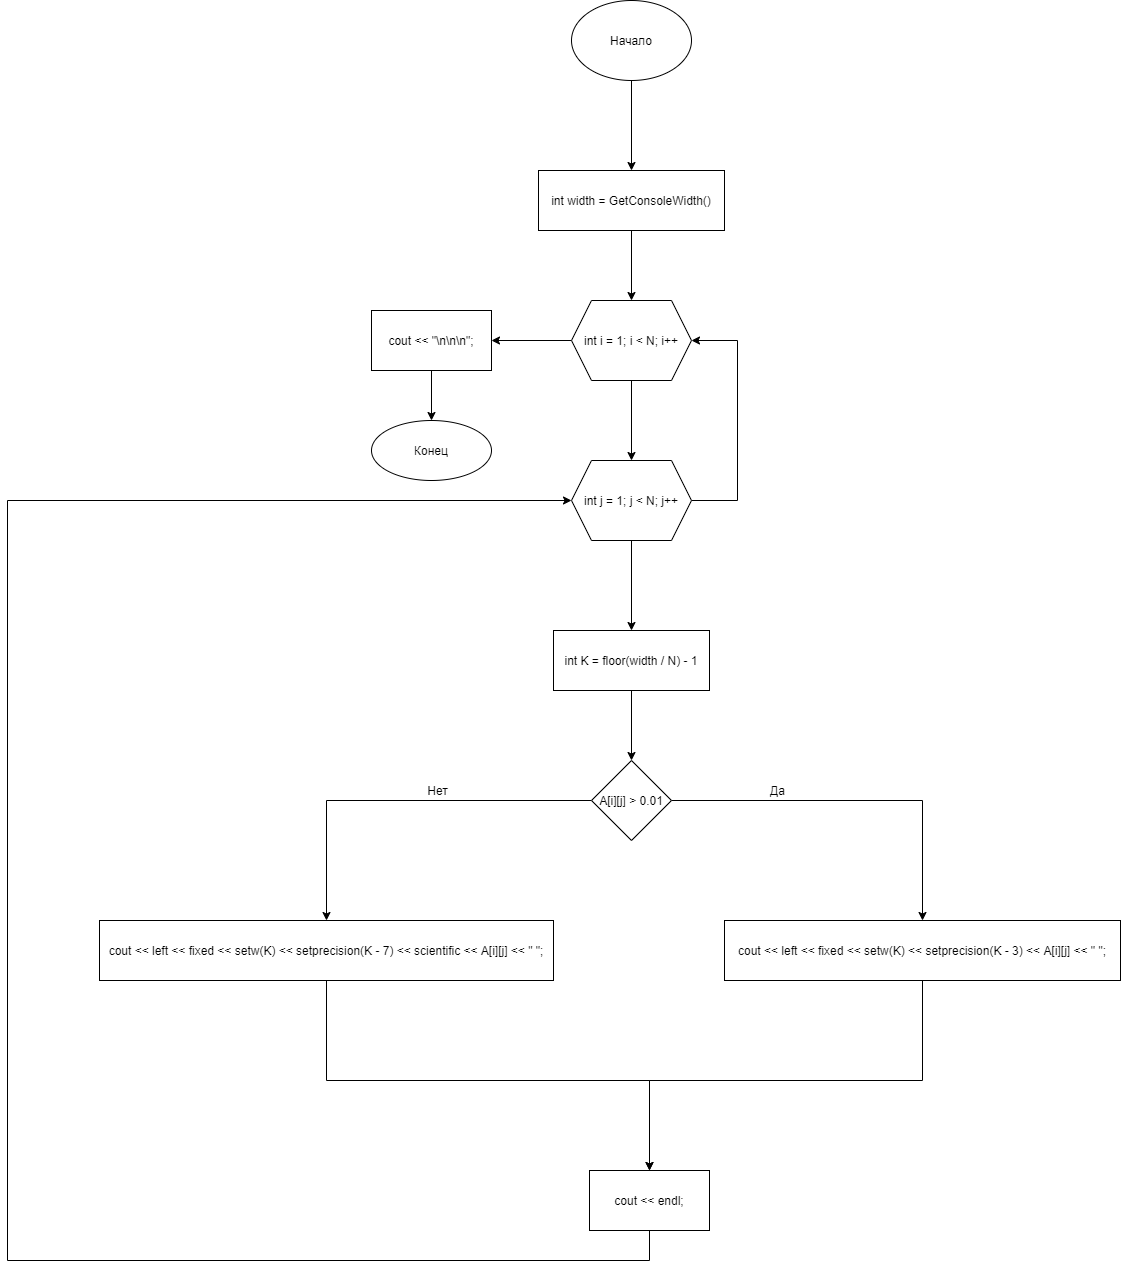 Начало
int width = GetConsoleWidth()
int i = 1; i < N; i++
cout << "\n\n\n";
Конец
int j = 1; j < N; j++
int K = floor(width / N) - 1
A[i][j] > 0.01
Нет
Да
cout << left << fixed << setw(K) << setprecision(K - 7) << scientific << A[i][j] << " ";
cout << left << fixed << setw(K) << setprecision(K - 3) << A[i][j] << " ";
cout << endl;